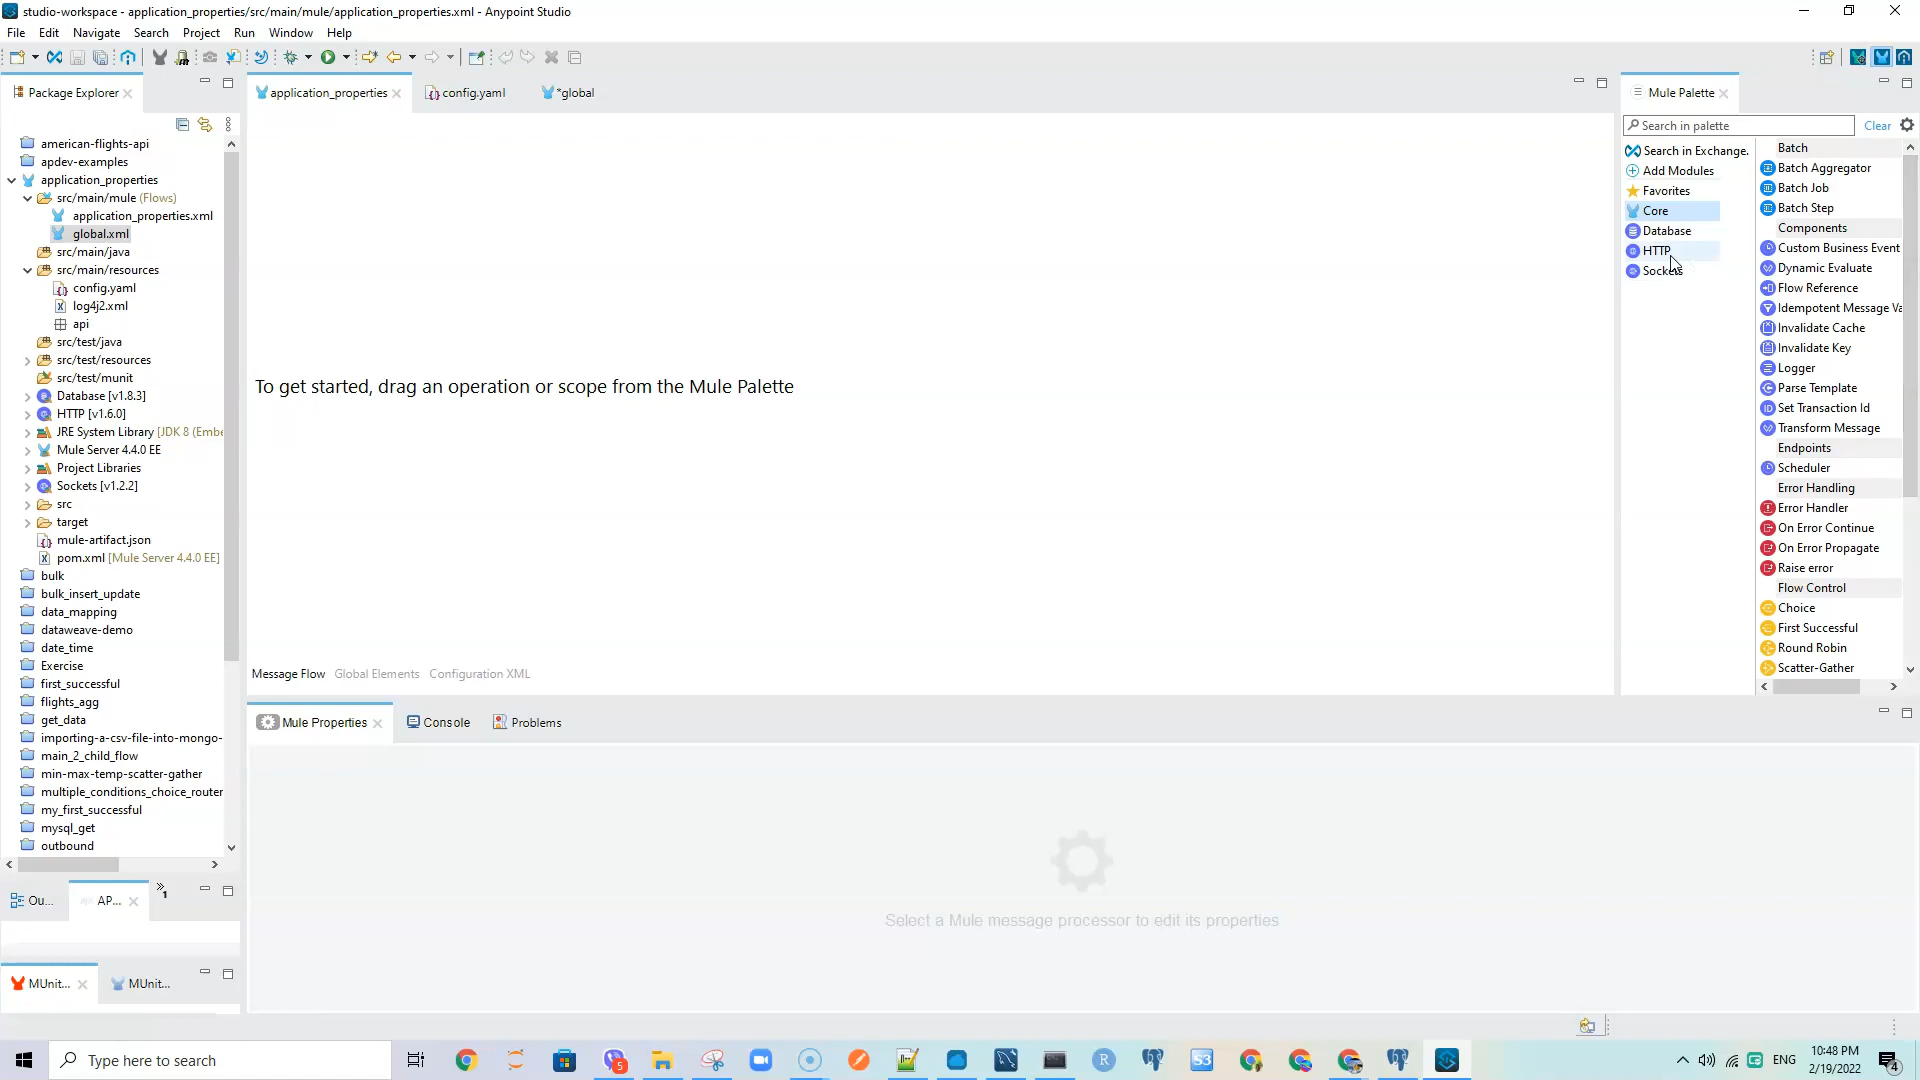 studio-workspace - application_properties/src/main/mule/application_properties.xml - Anypoint Studio
File Edit Navigate Search Project Run Window Help
Package Explorer
american-flights-api
apdev-examples
application_properties
src/main/mule (Flows)
application_properties.xml
global.xml
src/main/java
src/main/resources
config.yaml
log4j2.xml
api
src/test/java
src/test/resources
src/test/munit
Database [v1.8.3]
HTTP [v1.6.0]
JRE System Library [JDK 8 (Embe
Mule Server 4.4.0 EE
Project Libraries
Sockets [v1.2.2]
src
target
mule-artifact.json
pom.xml [Mule Server 4.4.0 EE]
bulk
bulk_insert_update
data_mapping
dataweave-demo
date_time
Exercise
first_successful
flights_agg
get_data
importing-a-csv-file-into-mongo-
main_2_child_flow
min-max-temp-scatter-gather
multiple_conditions_choice_router
my_first_successful
mysql_get
outbound
Ou...
AP...
1
MUnit...
MUnit...
application_properties
config.yaml
*global
To get started, drag an operation or scope from the Mule Palette
Message Flow Global Elements Configuration XML
Mule Properties
Console
Problems
Select a Mule message processor to edit its properties
Mule Palette
Search in palette
Clear
Search in Exchange.
Add Modules
Favorites
Core
Database
HTTP
Sockets
Batch
Batch Aggregator
Batch Job
Batch Step
Components
Custom Business Event
Dynamic Evaluate
Flow Reference
Idempotent Message Va
Invalidate Cache
Invalidate Key
Logger
Parse Template
Set Transaction Id
Transform Message
Endpoints
Scheduler
Error Handling
Error Handler
On Error Continue
On Error Propagate
Raise error
Flow Control
Choice
First Successful
Round Robin
Scatter-Gather
Type here to search
5
R
S3
ENG
10:48 PM
2/19/2022
4